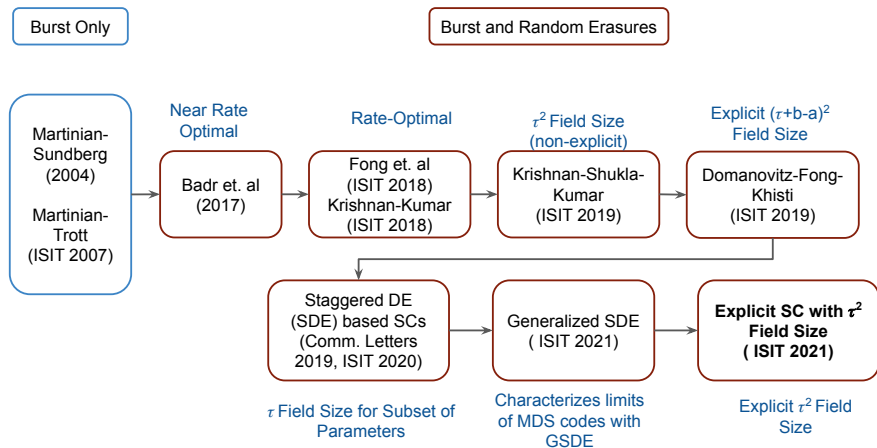 Burst Only
Burst and Random Erasures
Near Rate
Optimal
Rate-Optimal
τ² Field Size
(non-explicit)
Explicit (τ+b-a)²
Field Size
Martinian-
Sundberg
(2004)
Martinian-
Trott
(ISIT 2007)
Badr et. al
(2017)
Fong et. al
(ISIT 2018)
Krishnan-Kumar
(ISIT 2018)
Krishnan-Shukla-
Kumar
(ISIT 2019)
Domanovitz-Fong-
Khisti
(ISIT 2019)
Staggered DE
(SDE) based SCs
(Comm. Letters
2019, ISIT 2020)
Generalized SDE
( ISIT 2021)
Explicit SC with τ²
Field Size
( ISIT 2021)
τ Field Size for Subset of
Parameters
Characterizes limits
of MDS codes with
GSDE
Explicit τ² Field
Size